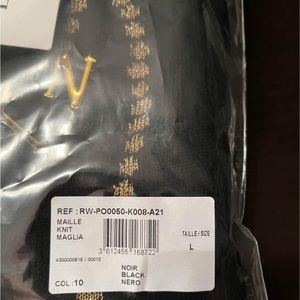 N
REF : RW-PO0050-K008-A21
MAILLE
KNIT
MAGLIA
TAILLE / SIZE
L
3 612455 168722
4300000616 / 00010
NOIR
BLACK
NERO
COL :10